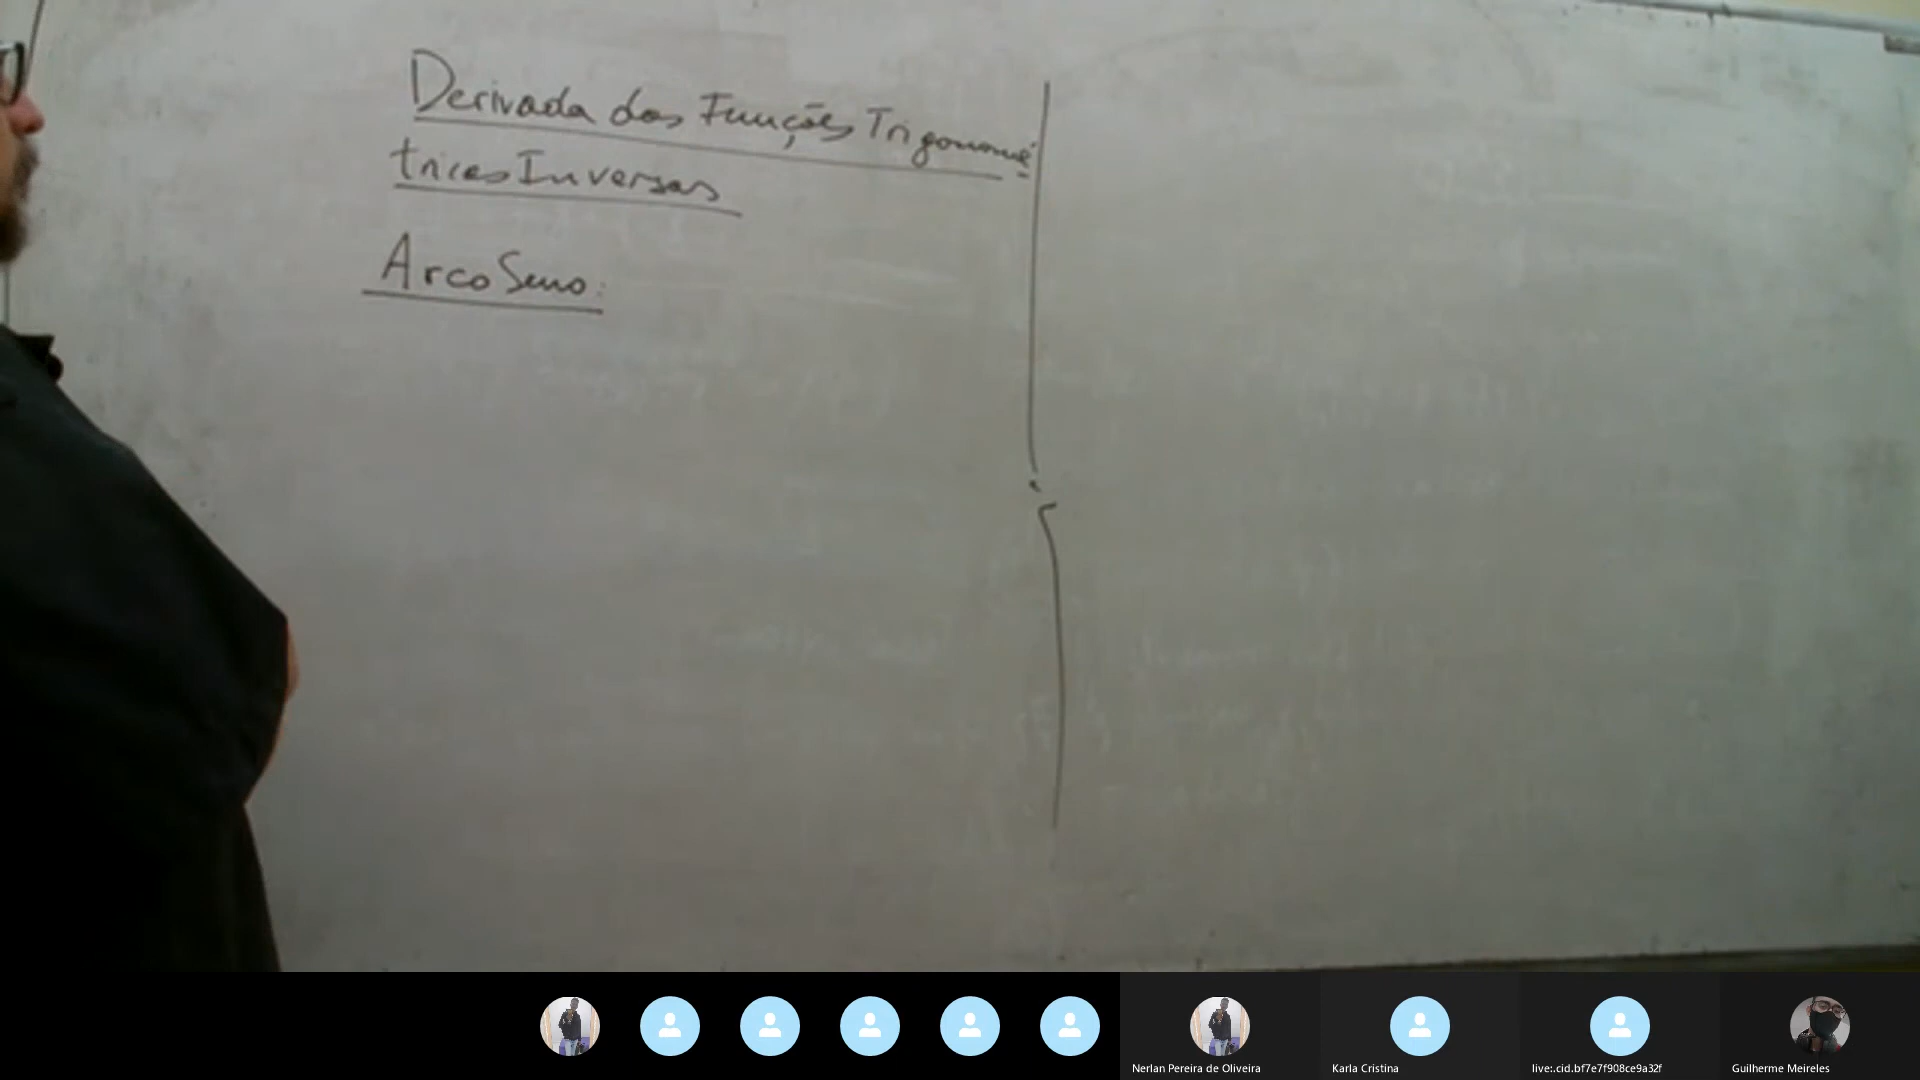 Derivada das Funções Trigonomé-
tricas Inversas
Arco Seno:
Nerlan Pereira de Oliveira
Karla Cristina
live:.cid.bf7e7f908ce9a32f
Guilherme Meireles